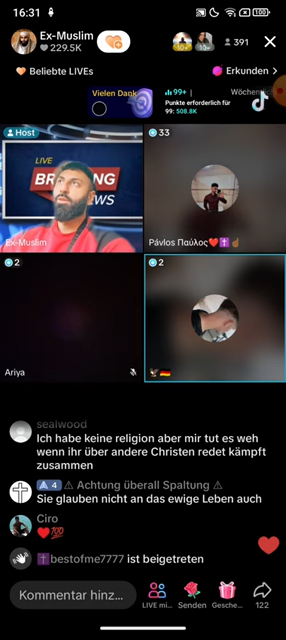 16:31
100
Ex-Muslim
229.5K
10+
10+
391
Beliebte LIVEs
Erkunden
Vielen Dank
99+
Punkte erforderlich für
99: 508.8K
Host
LIVE
NEWS
Ex-Muslim
33
Pávlos Παύλος❤️✝️☝🏾
2
Ariya
2
🦅🇩🇪
sealwood
Ich habe keine religion aber mir tut es weh
wenn ihr über andere Christen redet kämpft
zusammen
4 ⚠ Achtung überall Spaltung ⚠
Sie glauben nicht an das ewige Leben auch
Ciro
❤️💯
✝️bestofme7777 ist beigetreten
Kommentar hinz...
LIVE mi...
Senden
Gesche...
122